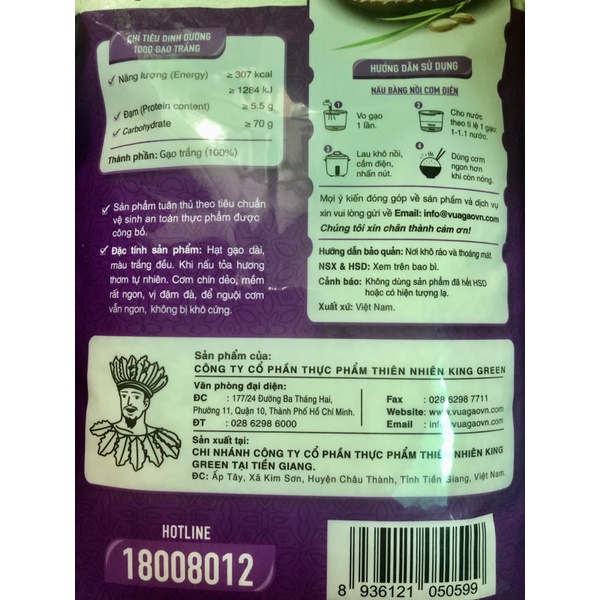 CHỈ TIÊU DINH DƯỠNG
100G GẠO TRẮNG
✓ Năng lượng (Energy) ≥ 307 kcal
≥ 1284 kJ
✓ Đạm (Protein content) ≥ 5.5 g
✓ Carbohydrate ≥ 70 g
Thành phần: Gạo trắng (100%)
✓ Sản phẩm tuân thủ theo tiêu chuẩn
vệ sinh an toàn thực phẩm được
công bố.
✓ Đặc tính sản phẩm: Hạt gạo dài,
màu trắng đều. Khi nấu tỏa hương
thơm tự nhiên. Cơm chín dẻo, mềm
rất ngon, vị đậm đà, để nguội cơm
vẫn ngon, không bị khô cứng.
HƯỚNG DẪN SỬ DỤNG
NẤU BẰNG NỒI CƠM ĐIỆN
1 Vo gạo
1 lần.
2 Cho nước
theo tỉ lệ 1 gạo:
1-1.1 nước.
3 Lau khô nồi,
cắm điện,
nhấn nút.
4 Dùng cơm
ngon hơn
khi còn nóng.
Mọi ý kiến đóng góp về sản phẩm và dịch vụ
xin vui lòng gửi về Email: info@vuagaovn.com
Chúng tôi xin chân thành cám ơn!
Hướng dẫn bảo quản: Nơi khô ráo và thoáng mát.
NSX & HSD: Xem trên bao bì.
Cảnh báo: Không dùng sản phẩm đã hết HSD
hoặc có hiện tượng lạ.
Xuất xứ: Việt Nam.
Sản phẩm của:
CÔNG TY CỔ PHẦN THỰC PHẨM THIÊN NHIÊN KING GREEN
Văn phòng đại diện:
ĐC : 177/24 Đường Ba Tháng Hai,
Phường 11, Quận 10, Thành Phố Hồ Chí Minh.
ĐT : 028 6298 6000
Fax : 028 6298 7711
Website: www.vuagaovn.com
Email : info@vuagaovn.com
Sản xuất tại:
CHI NHÁNH CÔNG TY CỔ PHẦN THỰC PHẨM THIÊN NHIÊN KING
GREEN TẠI TIỀN GIANG.
ĐC: Ấp Tây, Xã Kim Sơn, Huyện Châu Thành, Tỉnh Tiền Giang, Việt Nam
HOTLINE
18008012
8 936121 050599